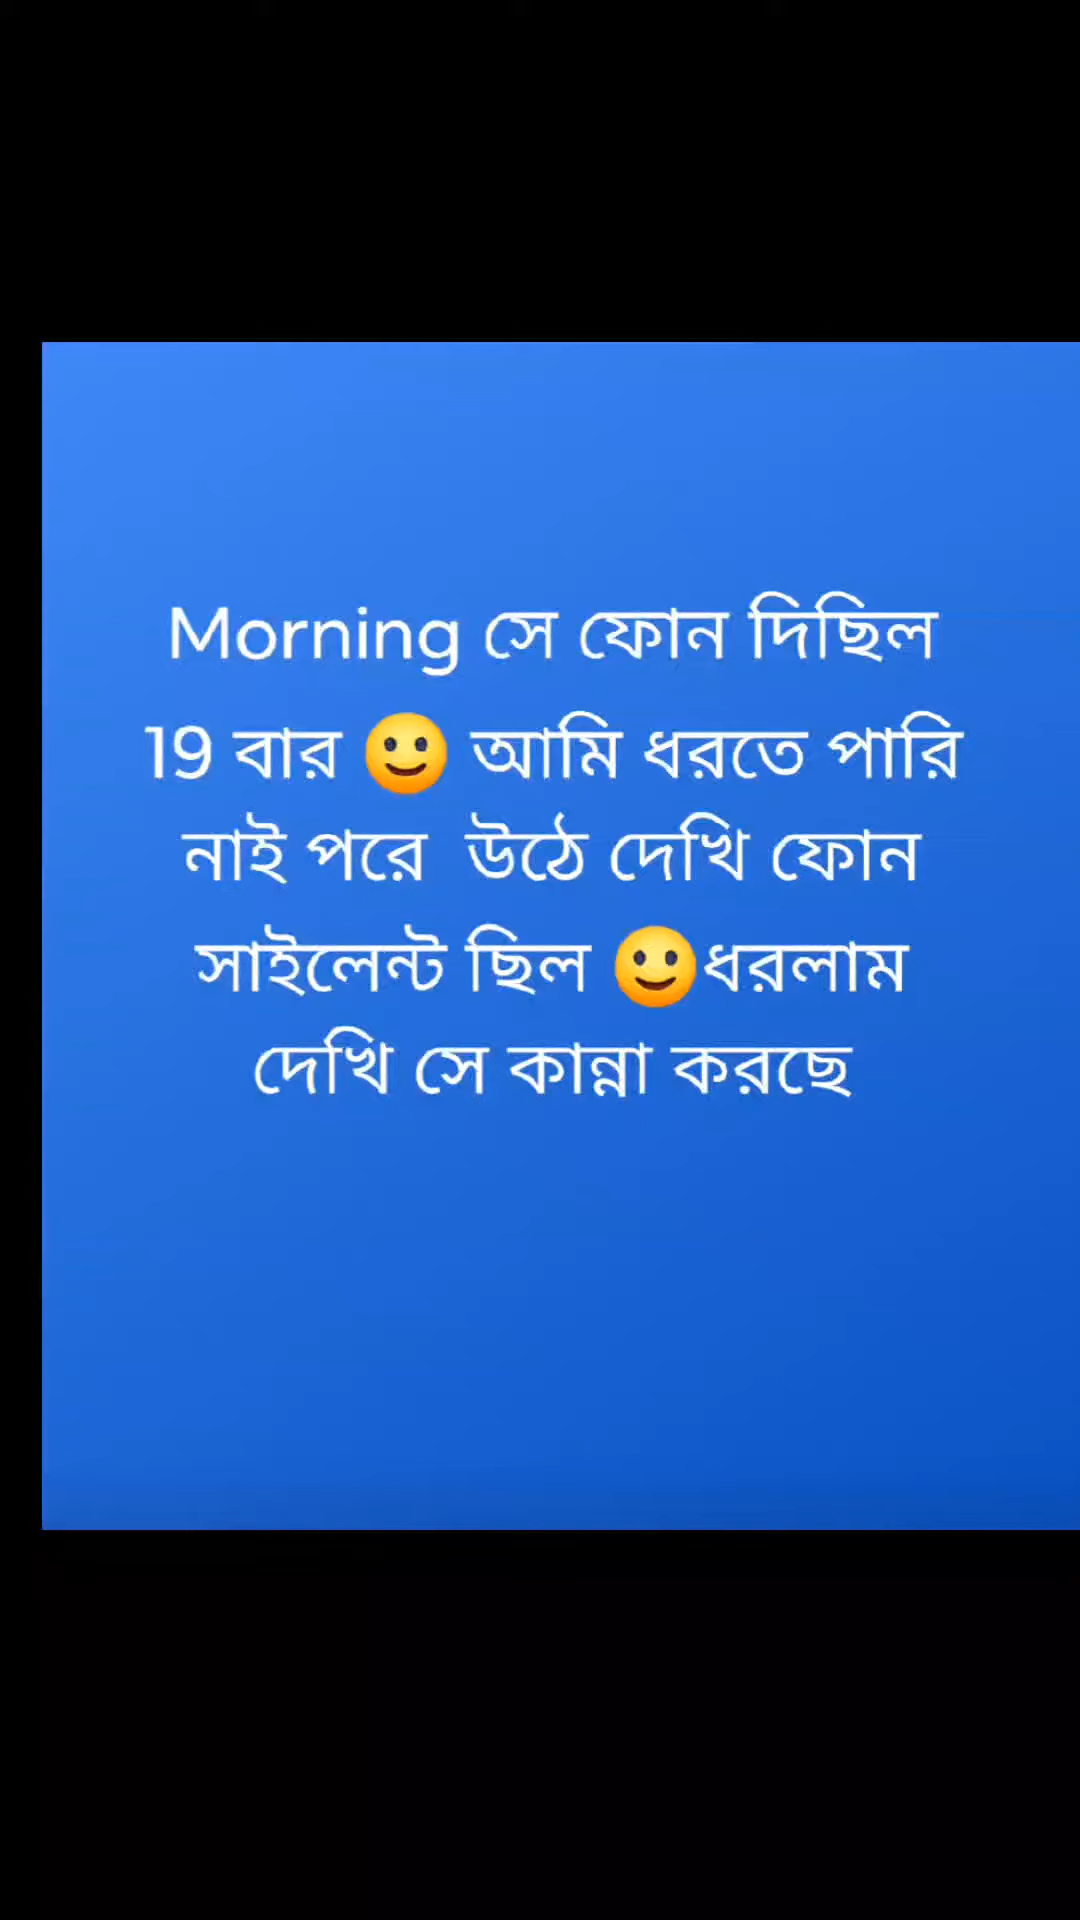 Morning সে ফোন দিছিল
19 বার 🙂 আমি ধরতে পারি
নাই পরে  উঠে দেখি ফোন
সাইলেন্ট ছিল 🙂ধরলাম
দেখি সে কান্না করছে